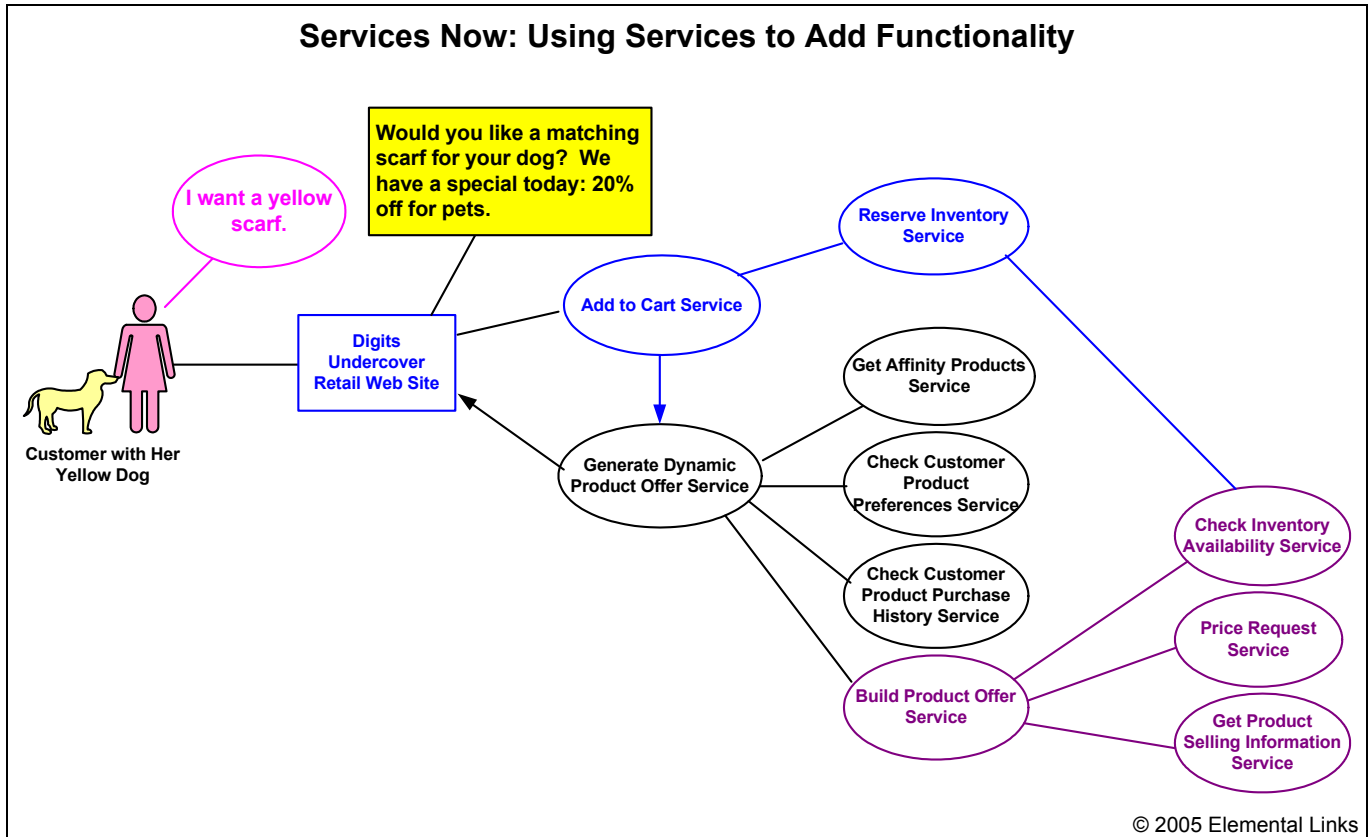 Services Now: Using Services to Add Functionality
Would you like a matching
scarf for your dog? We
have a special today: 20%
off for pets.
I want a yellow
scarf.
Reserve Inventory
Service
Add to Cart Service
Digits
Undercover
Retail Web Site
Get Affinity Products
Service
Customer with Her
Yellow Dog
Generate Dynamic
Product Offer Service
Check Customer
Product
Preferences Service
Check Inventory
Availability Service
Check Customer
Product Purchase
History Service
Price Request
Service
Build Product Offer
Service
Get Product
Selling Information
Service
© 2005 Elemental Links